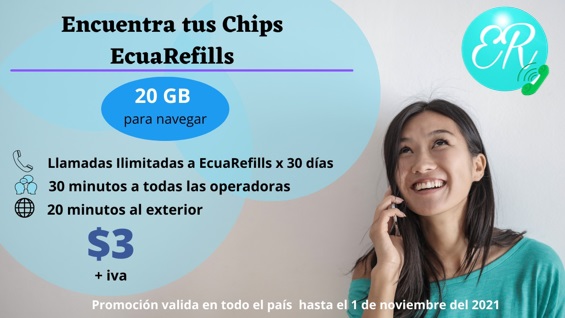 Encuentra tus Chips
EcuaRefills
ER
20 GB
para navegar
Llamadas Ilimitadas a EcuaRefills x 30 días
30 minutos a todas las operadoras
20 minutos al exterior
$3
+ iva
Promoción valida en todo el país hasta el 1 de noviembre del 2021